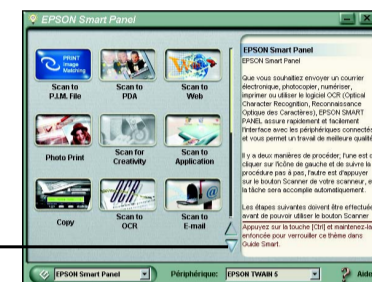 EPSON Smart Panel
PRINT
Image
Matching
Scan to
P.I.M. File
Scan to
PDA
Scan to
Web
Photo Print
Scan for
Creativity
Scan to
Application
Copy
OCR
Scan to
OCR
Scan to
E-mail
EPSON Smart Panel
EPSON Smart Panel
Que vous souhaitiez envoyer un courrier
électronique, photocopier, numériser,
imprimer ou utiliser le logiciel OCR (Optical
Character Recognition, Reconnaissance
Optique des Caractères), EPSON SMART
PANEL assure rapidement et facilement
l'interface avec les périphériques connectés
et vous permet un travail de meilleure qualité
Il y a deux manières de procéder; l'une est d
cliquer sur l'icône de gauche et de suivre la
procédure pas à pas, l'autre est d'appuyer
sur le bouton Scanner de votre scanneur, e
la tâche sera accomplie automatiquement.
Les étapes suivantes doivent être effectuée
avant de pouvoir utiliser le bouton Scanner
Appuyez sur la touche [Ctrl] et maintenez-la
enfoncée pour verrouiller ce thème dans
Guide Smart.
EPSON Smart Panel
Périphérique:
EPSON TWAIN 5
Aide